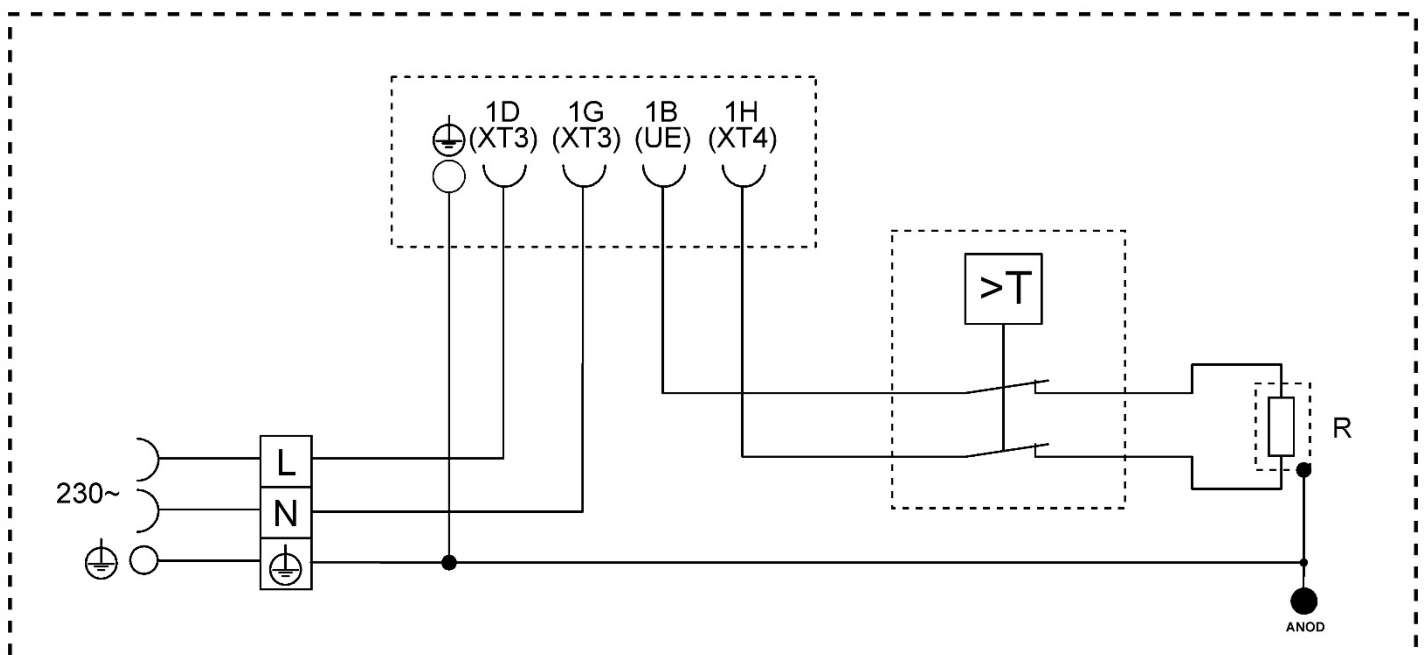 1D 1G 1B 1H
(XT3) (XT3) (UE) (XT4)
>T
R
L
230~
N
ANOD